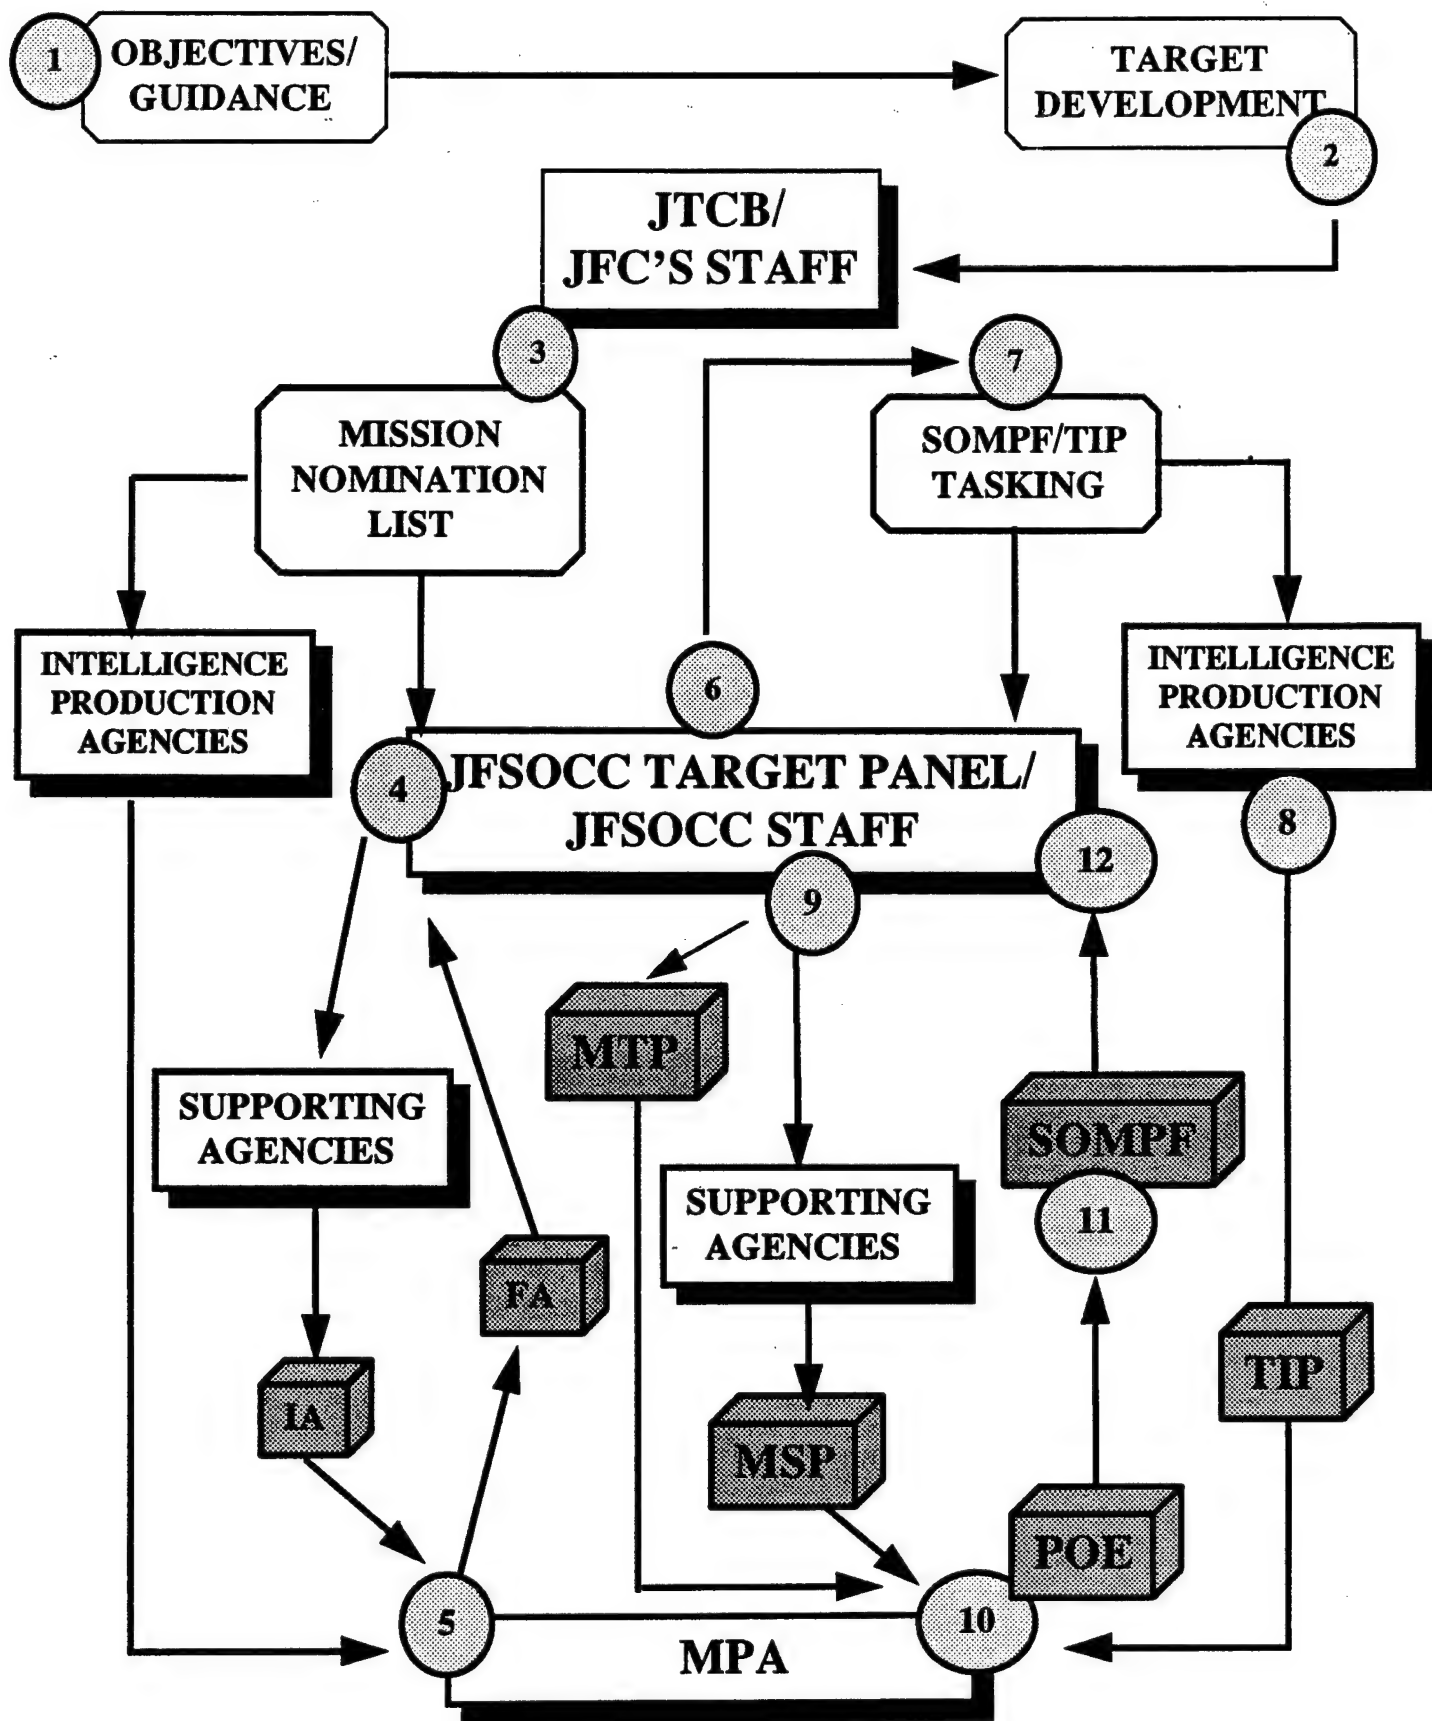 1
OBJECTIVES/
GUIDANCE
TARGET
DEVELOPMENT
2
JTCB/
JFC'S STAFF
3
7
MISSION
NOMINATION
LIST
SOMPF/TIP
TASKING
INTELLIGENCE
PRODUCTION
AGENCIES
6
INTELLIGENCE
PRODUCTION
AGENCIES
4
JFSOCC TARGET PANEL/
JFSOCC STAFF
12
8
9
MTP
SUPPORTING
AGENCIES
SOMPF
11
SUPPORTING
AGENCIES
FA
TIP
IA
MSP
POE
5
10
MPA